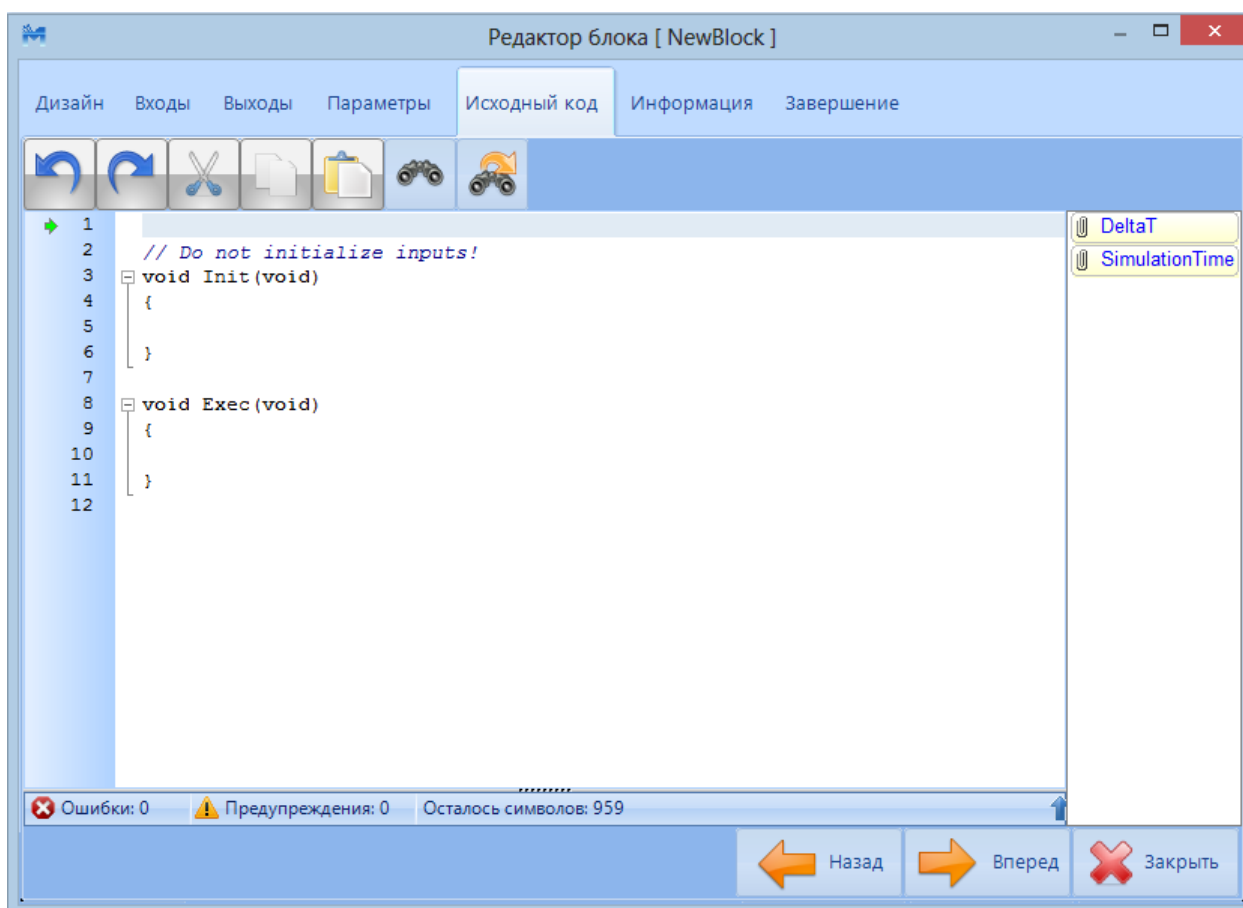 Редактор блока [ NewBlock ]
Дизайн Входы Выходы Параметры Исходный код Информация Завершение
1
2 // Do not initialize inputs!
3 void Init(void)
4 {
5
6 }
7
8 void Exec(void)
9 {
10
11 }
12
DeltaT
SimulationTime
Ошибки: 0 Предупреждения: 0 Осталось символов: 959
Назад Вперед Закрыть